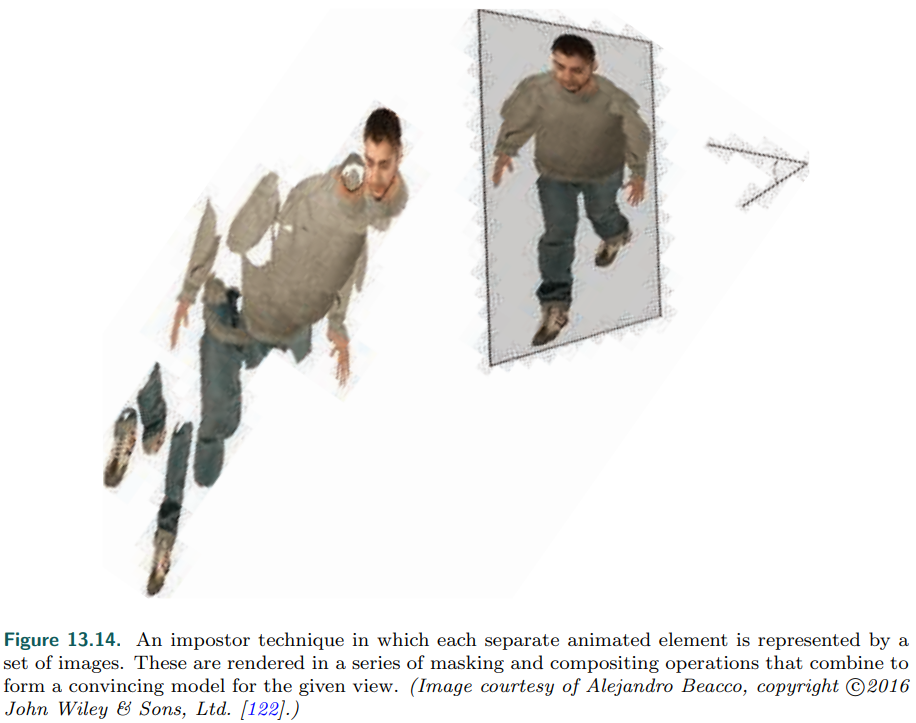 Figure 13.14. An impostor technique in which each separate animated element is represented by a
set of images. These are rendered in a series of masking and compositing operations that combine to
form a convincing model for the given view. (Image courtesy of Alejandro Beacco, copyright ©2016
John Wiley & Sons, Ltd. [122].)